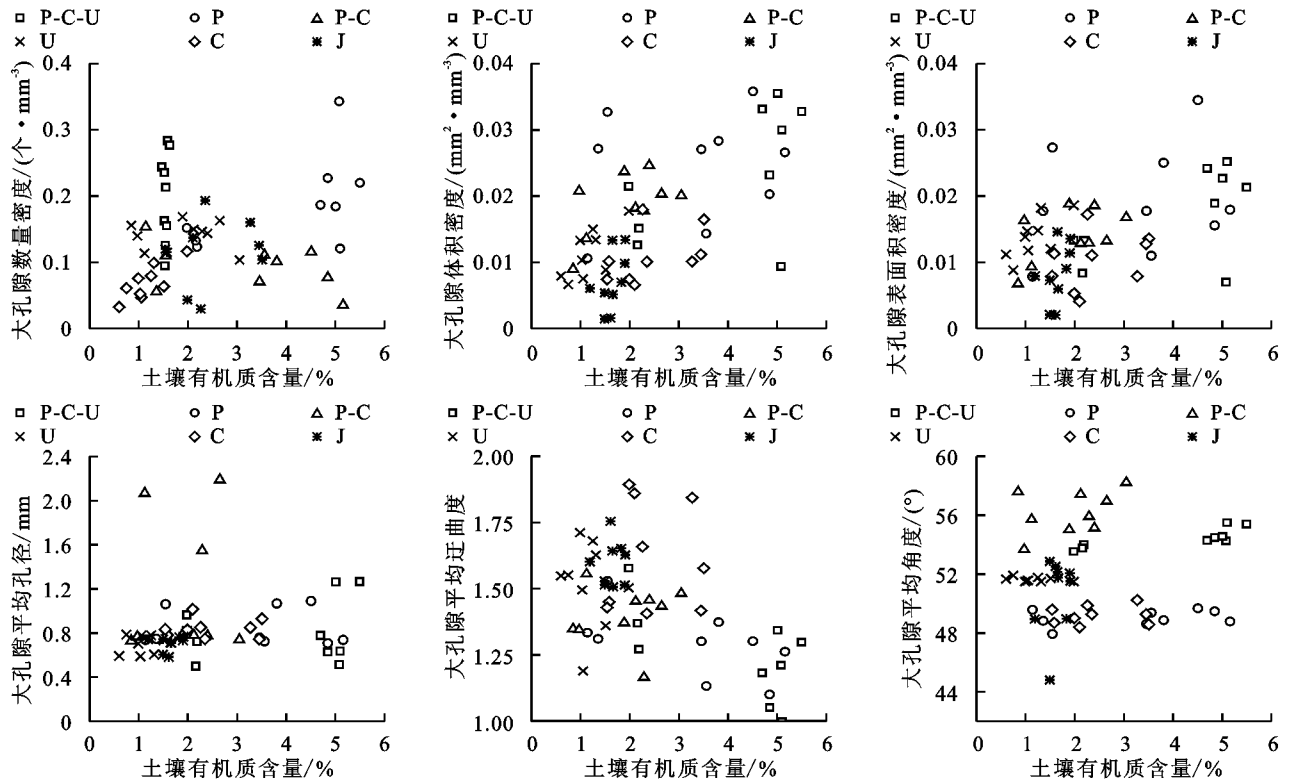 P-C-U P P-C
U C J
大孔隙数量密度/(个·mm⁻³)
0.4
0.3
0.2
0.1
0
0 1 2 3 4 5 6
土壤有机质含量/%
P-C-U P P-C
U C J
大孔隙体积密度/(mm²·mm⁻³)
0.04
0.03
0.02
0.01
0
0 1 2 3 4 5 6
土壤有机质含量/%
P-C-U P P-C
U C J
大孔隙表面积密度/(mm²·mm⁻³)
0.04
0.03
0.02
0.01
0
0 1 2 3 4 5 6
土壤有机质含量/%
P-C-U P P-C
U C J
大孔隙平均孔径/mm
2.4
2.0
1.6
1.2
0.8
0.4
0
0 1 2 3 4 5 6
土壤有机质含量/%
P-C-U P P-C
U C J
大孔隙平均迂曲度
2.00
1.75
1.50
1.25
1.00
0 1 2 3 4 5 6
土壤有机质含量/%
P-C-U P P-C
U C J
大孔隙平均角度/(°)
60
56
52
48
44
0 1 2 3 4 5 6
土壤有机质含量/%